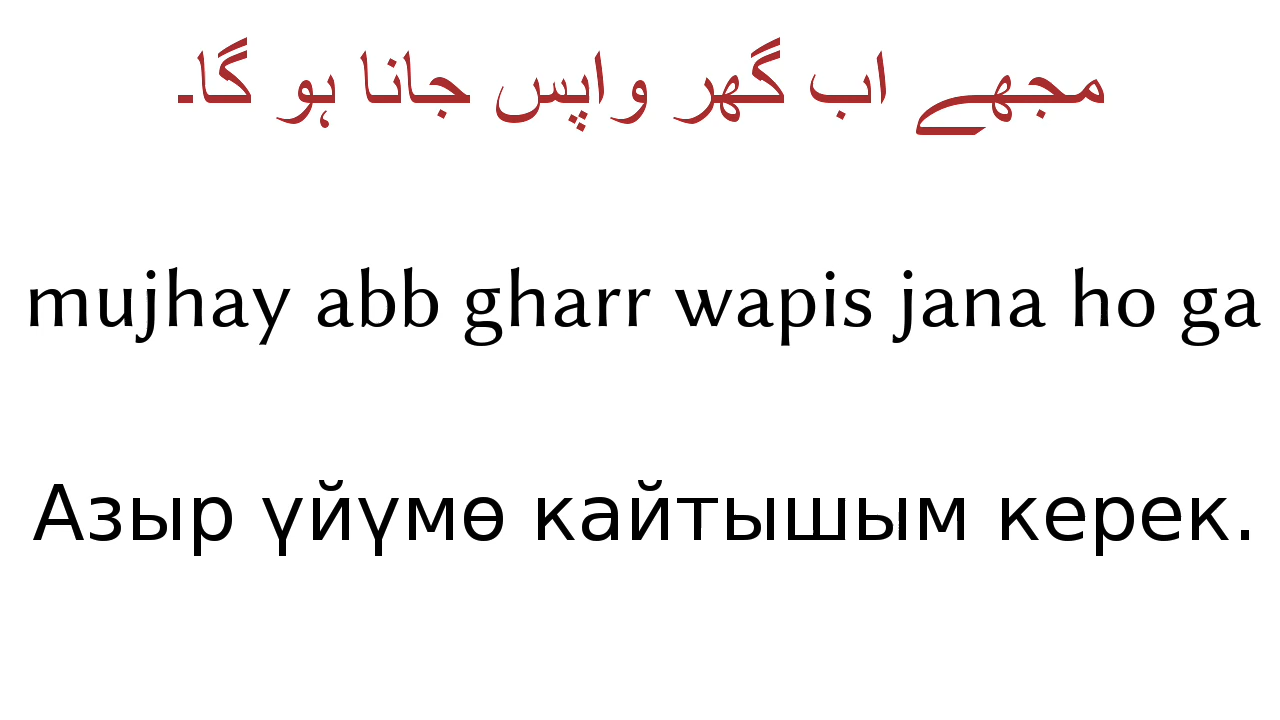 مجھے اب گھر واپس جانا ہو گا۔
mujhay abb gharr wapis jana ho ga
Азыр үйүмө кайтышым керек.